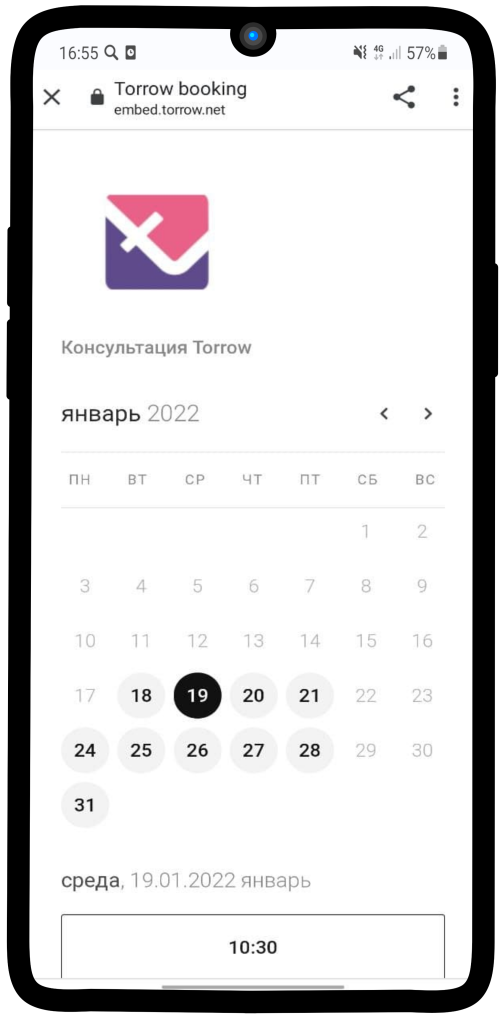 16:55 4G 57%
Torrow booking
embed.torrow.net
Консультация Torrow
январь 2022
ПН ВТ СР ЧТ ПТ СБ ВС
1 2
3 4 5 6 7 8 9
10 11 12 13 14 15 16
17 18 19 20 21 22 23
24 25 26 27 28 29 30
31
среда, 19.01.2022 январь
10:30